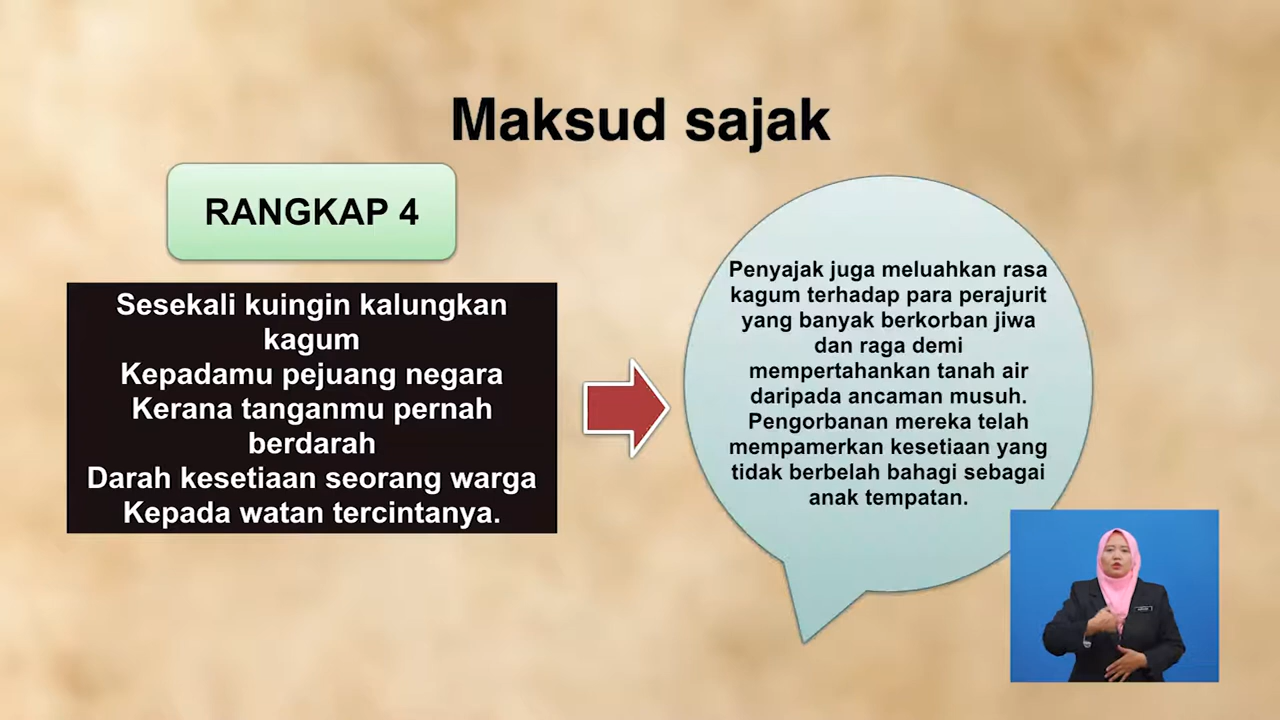 Maksud sajak
RANGKAP 4
Sesekali kuingin kalungkan
kagum
Kepadamu pejuang negara
Kerana tanganmu pernah
berdarah
Darah kesetiaan seorang warga
Kepada watan tercintanya.
Penyajak juga meluahkan rasa
kagum terhadap para perajurit
yang banyak berkorban jiwa
dan raga demi
mempertahankan tanah air
daripada ancaman musuh.
Pengorbanan mereka telah
mempamerkan kesetiaan yang
tidak berbelah bahagi sebagai
anak tempatan.